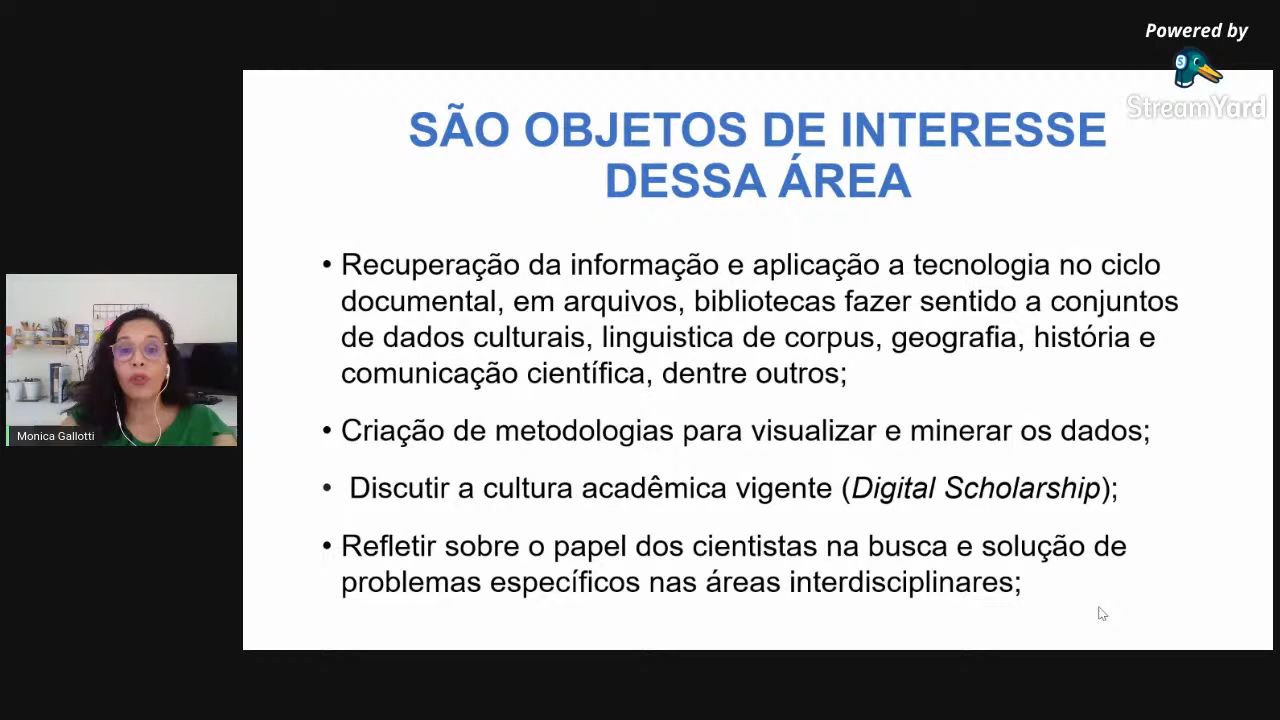 Powered by
StreamYard
SÃO OBJETOS DE INTERESSE
DESSA ÁREA
• Recuperação da informação e aplicação a tecnologia no ciclo
documental, em arquivos, bibliotecas fazer sentido a conjuntos
de dados culturais, linguistica de corpus, geografia, história e
comunicação científica, dentre outros;
• Criação de metodologias para visualizar e minerar os dados;
• Discutir a cultura acadêmica vigente (Digital Scholarship);
• Refletir sobre o papel dos cientistas na busca e solução de
problemas específicos nas áreas interdisciplinares;
Monica Gallotti